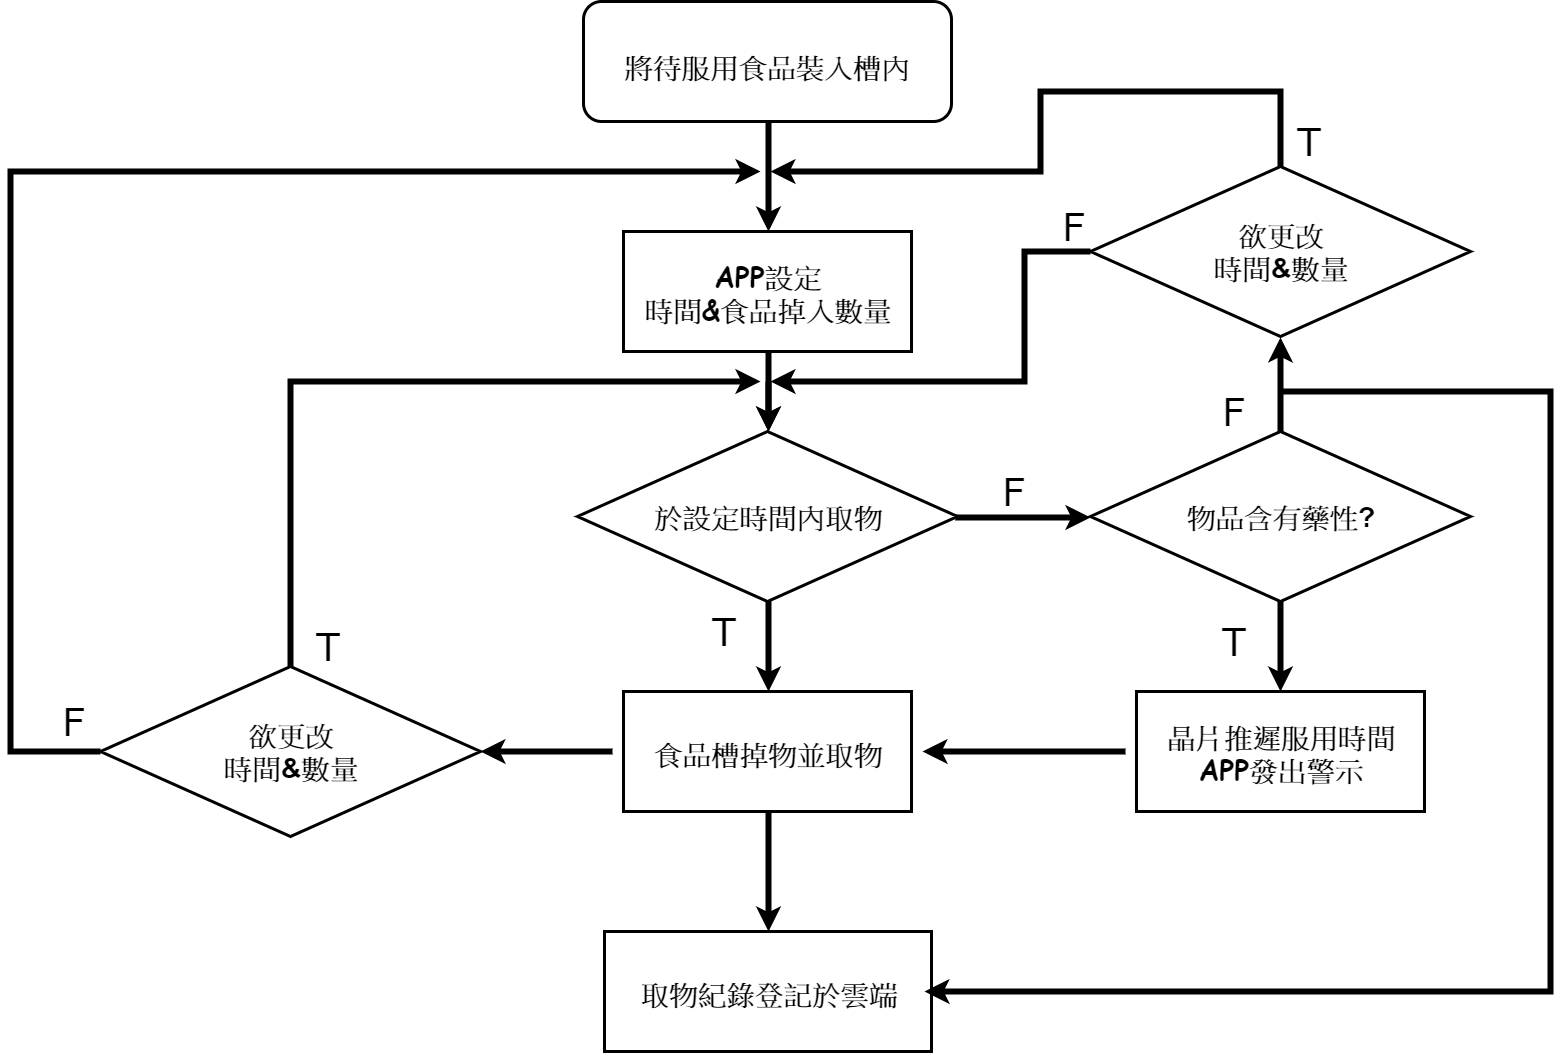 將待服用食品裝入槽內
T
F
欲更改
時間&數量
APP設定
時間&食品掉入數量
F
於設定時間內取物
F
物品含有藥性?
T
T
T
F
欲更改
時間&數量
食品槽掉物並取物
晶片推遲服用時間
APP發出警示
取物紀錄登記於雲端